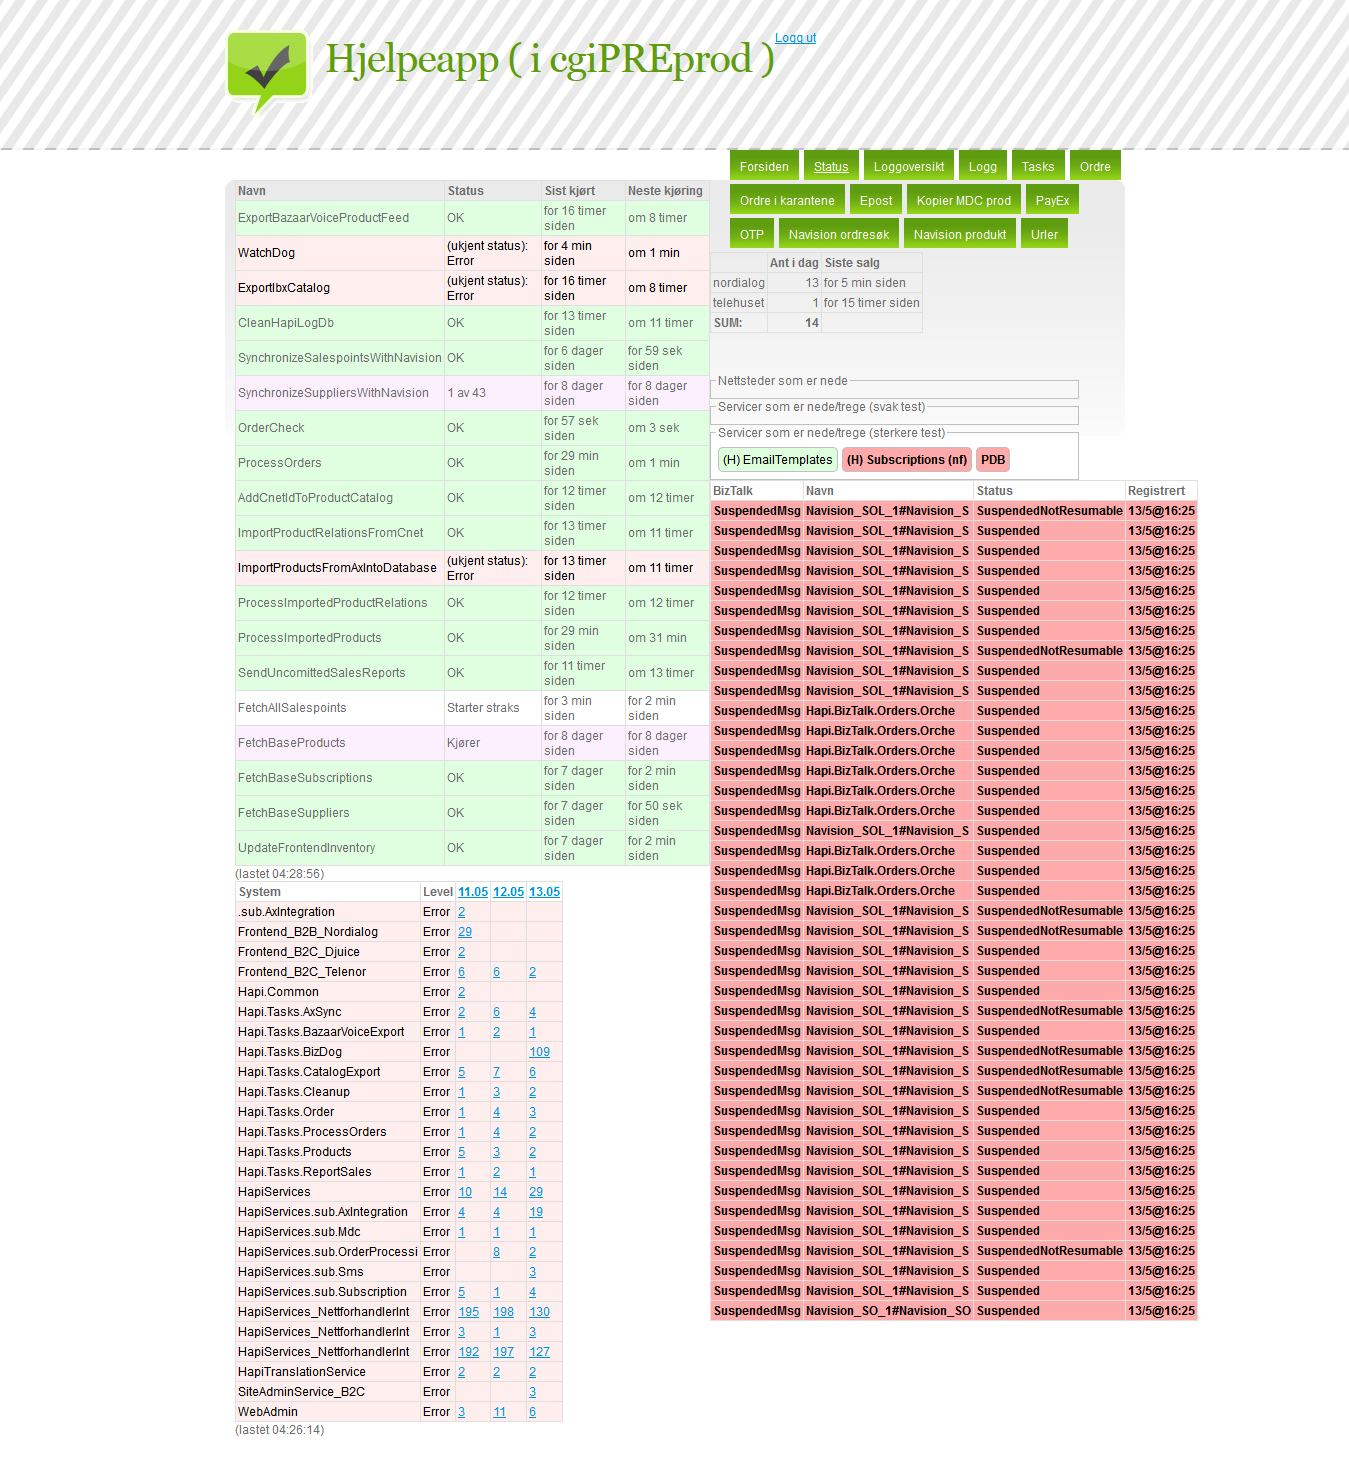 Hjelpeapp ( i cgiPREprod )
Logg ut
Forsiden Status Loggoversikt Logg Tasks Ordre
Ordre i karantene Epost Kopier MDC prod PayEx
OTP Navision ordresøk Navision produkt Urler
Navn Status Sist kjørt Neste kjøring
ExportBazaarVoiceProductFeed OK for 16 timer siden om 8 timer
WatchDog (ukjent status): Error for 4 min siden om 1 min
ExportIbxCatalog (ukjent status): Error for 16 timer siden om 8 timer
CleanHapiLogDb OK for 13 timer siden om 11 timer
SynchronizeSalespointsWithNavision OK for 6 dager siden for 59 sek siden
SynchronizeSuppliersWithNavision 1 av 43 for 8 dager siden for 8 dager siden
OrderCheck OK for 57 sek siden om 3 sek
ProcessOrders OK for 29 min siden om 1 min
AddCnetIdToProductCatalog OK for 12 timer siden om 12 timer
ImportProductRelationsFromCnet OK for 13 timer siden om 11 timer
ImportProductsFromAxIntoDatabase (ukjent status): Error for 13 timer siden om 11 timer
ProcessImportedProductRelations OK for 12 timer siden om 12 timer
ProcessImportedProducts OK for 29 min siden om 31 min
SendUncomittedSalesReports OK for 11 timer siden om 13 timer
FetchAllSalespoints Starter straks for 3 min siden for 2 min siden
FetchBaseProducts Kjører for 8 dager siden for 8 dager siden
FetchBaseSubscriptions OK for 7 dager siden for 2 min siden
FetchBaseSuppliers OK for 7 dager siden for 50 sek siden
UpdateFrontendInventory OK for 7 dager siden for 2 min siden
(lastet 04:28:56)
System Level 11.05 12.05 13.05
.sub.AxIntegration Error 2
Frontend_B2B_Nordialog Error 29
Frontend_B2C_Djuice Error 2
Frontend_B2C_Telenor Error 6 6 2
Hapi.Common Error 2
Hapi.Tasks.AxSync Error 2 6 4
Hapi.Tasks.BazaarVoiceExport Error 1 2 1
Hapi.Tasks.BizDog Error 109
Hapi.Tasks.CatalogExport Error 5 7 6
Hapi.Tasks.Cleanup Error 1 3 2
Hapi.Tasks.Order Error 1 4 3
Hapi.Tasks.ProcessOrders Error 1 4 2
Hapi.Tasks.Products Error 5 3 2
Hapi.Tasks.ReportSales Error 1 2 1
HapiServices Error 10 14 29
HapiServices.sub.AxIntegration Error 4 4 19
HapiServices.sub.Mdc Error 1 1 1
HapiServices.sub.OrderProcessi Error 8 2
HapiServices.sub.Sms Error 3
HapiServices.sub.Subscription Error 5 1 4
HapiServices_NettforhandlerInt Error 195 198 130
HapiServices_NettforhandlerInt Error 3 1 3
HapiServices_NettforhandlerInt Error 192 197 127
HapiTranslationService Error 2 2 2
SiteAdminService_B2C Error 3
WebAdmin Error 3 11 6
(lastet 04:26:14)
Ant i dag Siste salg
nordialog 13 for 5 min siden
telehuset 1 for 15 timer siden
SUM: 14
Nettsteder som er nede
Servicer som er nede/trege (svak test)
Servicer som er nede/trege (sterkere test)
(H) EmailTemplates (H) Subscriptions (nf) PDB
BizTalk Navn Status Registrert
SuspendedMsg Navision_SOL_1#Navision_S SuspendedNotResumable 13/5@16:25
SuspendedMsg Navision_SOL_1#Navision_S Suspended 13/5@16:25
SuspendedMsg Navision_SOL_1#Navision_S Suspended 13/5@16:25
SuspendedMsg Navision_SOL_1#Navision_S Suspended 13/5@16:25
SuspendedMsg Navision_SOL_1#Navision_S Suspended 13/5@16:25
SuspendedMsg Navision_SOL_1#Navision_S Suspended 13/5@16:25
SuspendedMsg Navision_SOL_1#Navision_S Suspended 13/5@16:25
SuspendedMsg Navision_SOL_1#Navision_S SuspendedNotResumable 13/5@16:25
SuspendedMsg Navision_SOL_1#Navision_S Suspended 13/5@16:25
SuspendedMsg Navision_SOL_1#Navision_S Suspended 13/5@16:25
SuspendedMsg Hapi.BizTalk.Orders.Orche Suspended 13/5@16:25
SuspendedMsg Hapi.BizTalk.Orders.Orche Suspended 13/5@16:25
SuspendedMsg Hapi.BizTalk.Orders.Orche Suspended 13/5@16:25
SuspendedMsg Hapi.BizTalk.Orders.Orche Suspended 13/5@16:25
SuspendedMsg Hapi.BizTalk.Orders.Orche Suspended 13/5@16:25
SuspendedMsg Hapi.BizTalk.Orders.Orche Suspended 13/5@16:25
SuspendedMsg Navision_SOL_1#Navision_S Suspended 13/5@16:25
SuspendedMsg Hapi.BizTalk.Orders.Orche Suspended 13/5@16:25
SuspendedMsg Hapi.BizTalk.Orders.Orche Suspended 13/5@16:25
SuspendedMsg Hapi.BizTalk.Orders.Orche Suspended 13/5@16:25
SuspendedMsg Navision_SOL_1#Navision_S SuspendedNotResumable 13/5@16:25
SuspendedMsg Navision_SOL_1#Navision_S SuspendedNotResumable 13/5@16:25
SuspendedMsg Navision_SOL_1#Navision_S Suspended 13/5@16:25
SuspendedMsg Navision_SOL_1#Navision_S Suspended 13/5@16:25
SuspendedMsg Navision_SOL_1#Navision_S Suspended 13/5@16:25
SuspendedMsg Navision_SOL_1#Navision_S SuspendedNotResumable 13/5@16:25
SuspendedMsg Navision_SOL_1#Navision_S Suspended 13/5@16:25
SuspendedMsg Navision_SOL_1#Navision_S SuspendedNotResumable 13/5@16:25
SuspendedMsg Navision_SOL_1#Navision_S SuspendedNotResumable 13/5@16:25
SuspendedMsg Navision_SOL_1#Navision_S SuspendedNotResumable 13/5@16:25
SuspendedMsg Navision_SOL_1#Navision_S Suspended 13/5@16:25
SuspendedMsg Navision_SOL_1#Navision_S Suspended 13/5@16:25
SuspendedMsg Navision_SOL_1#Navision_S Suspended 13/5@16:25
SuspendedMsg Navision_SOL_1#Navision_S Suspended 13/5@16:25
SuspendedMsg Navision_SOL_1#Navision_S Suspended 13/5@16:25
SuspendedMsg Navision_SOL_1#Navision_S Suspended 13/5@16:25
SuspendedMsg Navision_SOL_1#Navision_S Suspended 13/5@16:25
SuspendedMsg Navision_SOL_1#Navision_S SuspendedNotResumable 13/5@16:25
SuspendedMsg Navision_SOL_1#Navision_S Suspended 13/5@16:25
SuspendedMsg Navision_SOL_1#Navision_S Suspended 13/5@16:25
SuspendedMsg Navision_SO_1#Navision_SO Suspended 13/5@16:25